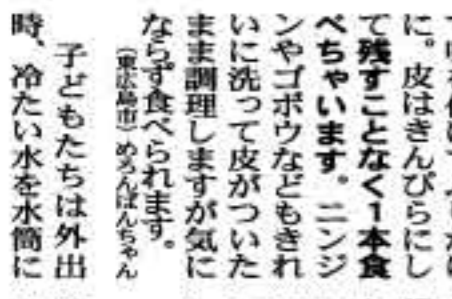 に。皮はきんぴらにし
て残すことなく1本食
べちゃいます。ニンジ
ンやゴボウなどもきれ
いに洗って皮がついた
まま調理しますが気に
ならず食べられます。
（東広島市）めろんぱんちゃん
子どもたちは外出
時、冷たい水を水筒に